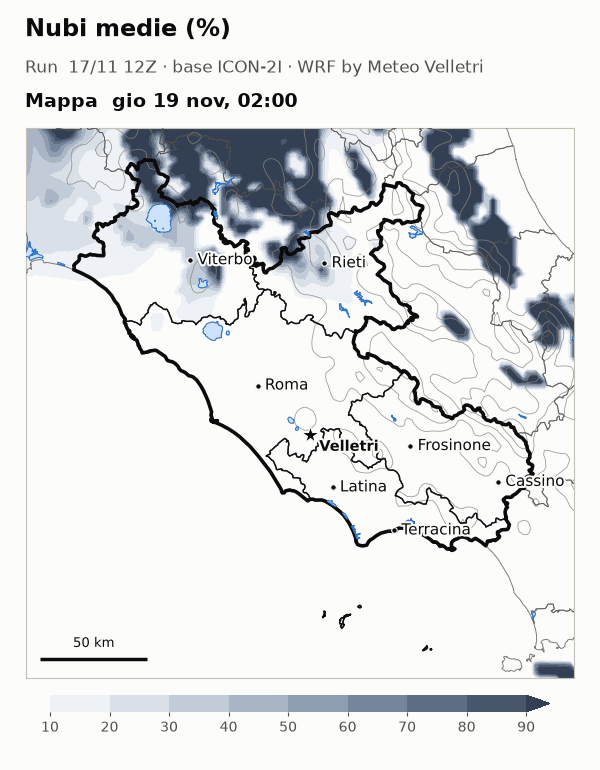 Nubi medie (%)
Run  17/11 12Z · base ICON-2I · WRF by Meteo Velletri
Mappa  gio 19 nov, 02:00
Viterbo
Rieti
Roma
Velletri
Frosinone
Latina
Cassino
Terracina
50 km
10 20 30 40 50 60 70 80 90